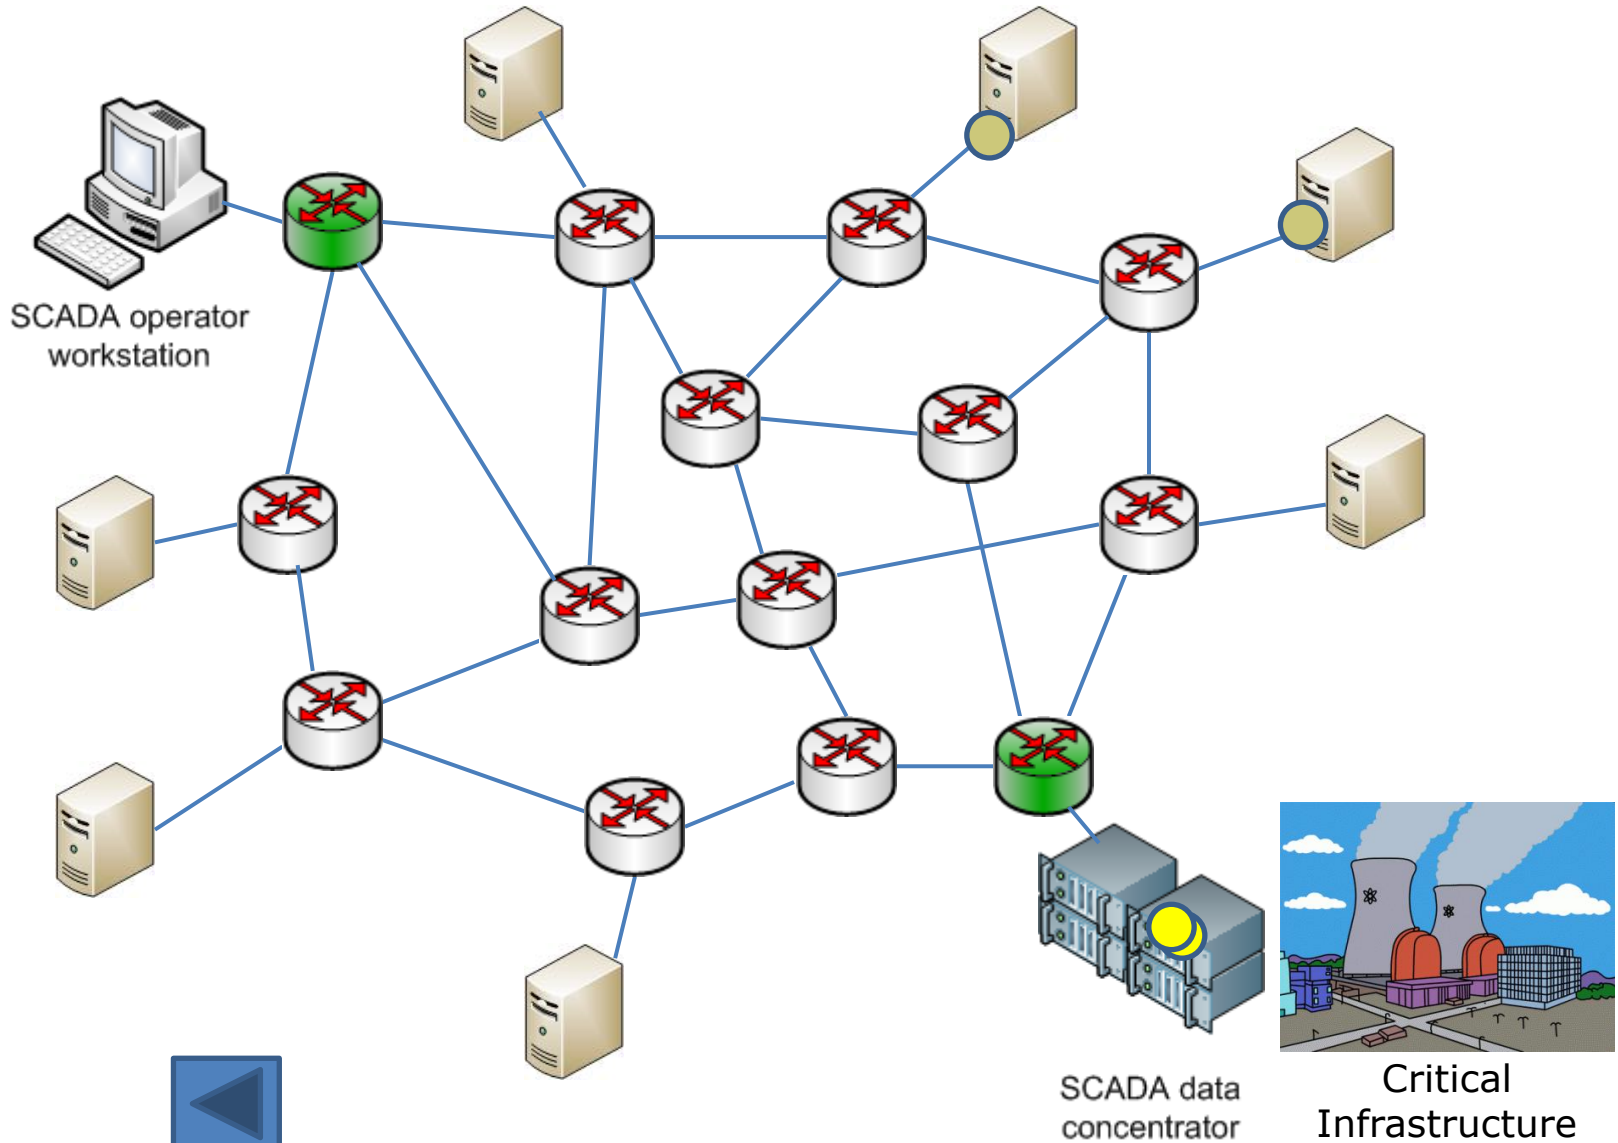 SCADA operator
workstation
SCADA data
concentrator
Critical
Infrastructure